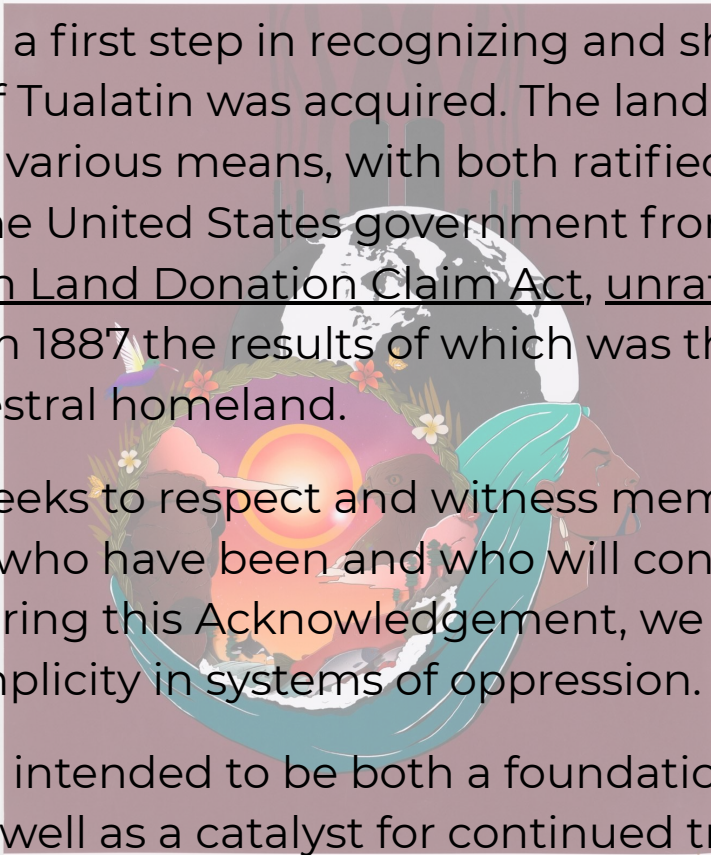 a first step in recognizing and sh
f Tualatin was acquired. The land
various means, with both ratified
he United States government from
n Land Donation Claim Act, unrat
n 1887 the results of which was th
estral homeland.
eeks to respect and witness mem
who have been and who will con
ring this Acknowledgement, we
mplicity in systems of oppression.
intended to be both a foundatio
well as a catalyst for continued tr